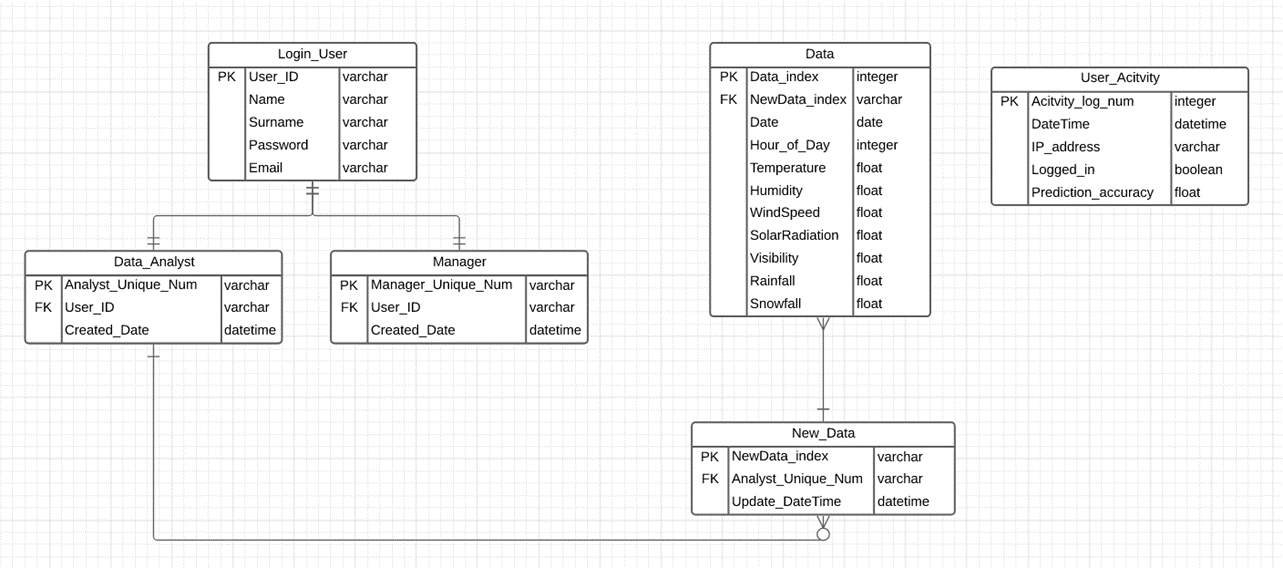 Login_User
PK User_ID varchar
Name varchar
Surname varchar
Password varchar
Email varchar
Data_Analyst
PK Analyst_Unique_Num varchar
FK User_ID varchar
Created_Date datetime
Manager
PK Manager_Unique_Num varchar
FK User_ID varchar
Created_Date datetime
Data
PK Data_index integer
FK NewData_index varchar
Date date
Hour_of_Day integer
Temperature float
Humidity float
WindSpeed float
SolarRadiation float
Visibility float
Rainfall float
Snowfall float
User_Acitvity
PK Acitvity_log_num integer
DateTime datetime
IP_address varchar
Logged_in boolean
Prediction_accuracy float
New_Data
PK NewData_index varchar
FK Analyst_Unique_Num varchar
Update_DateTime datetime